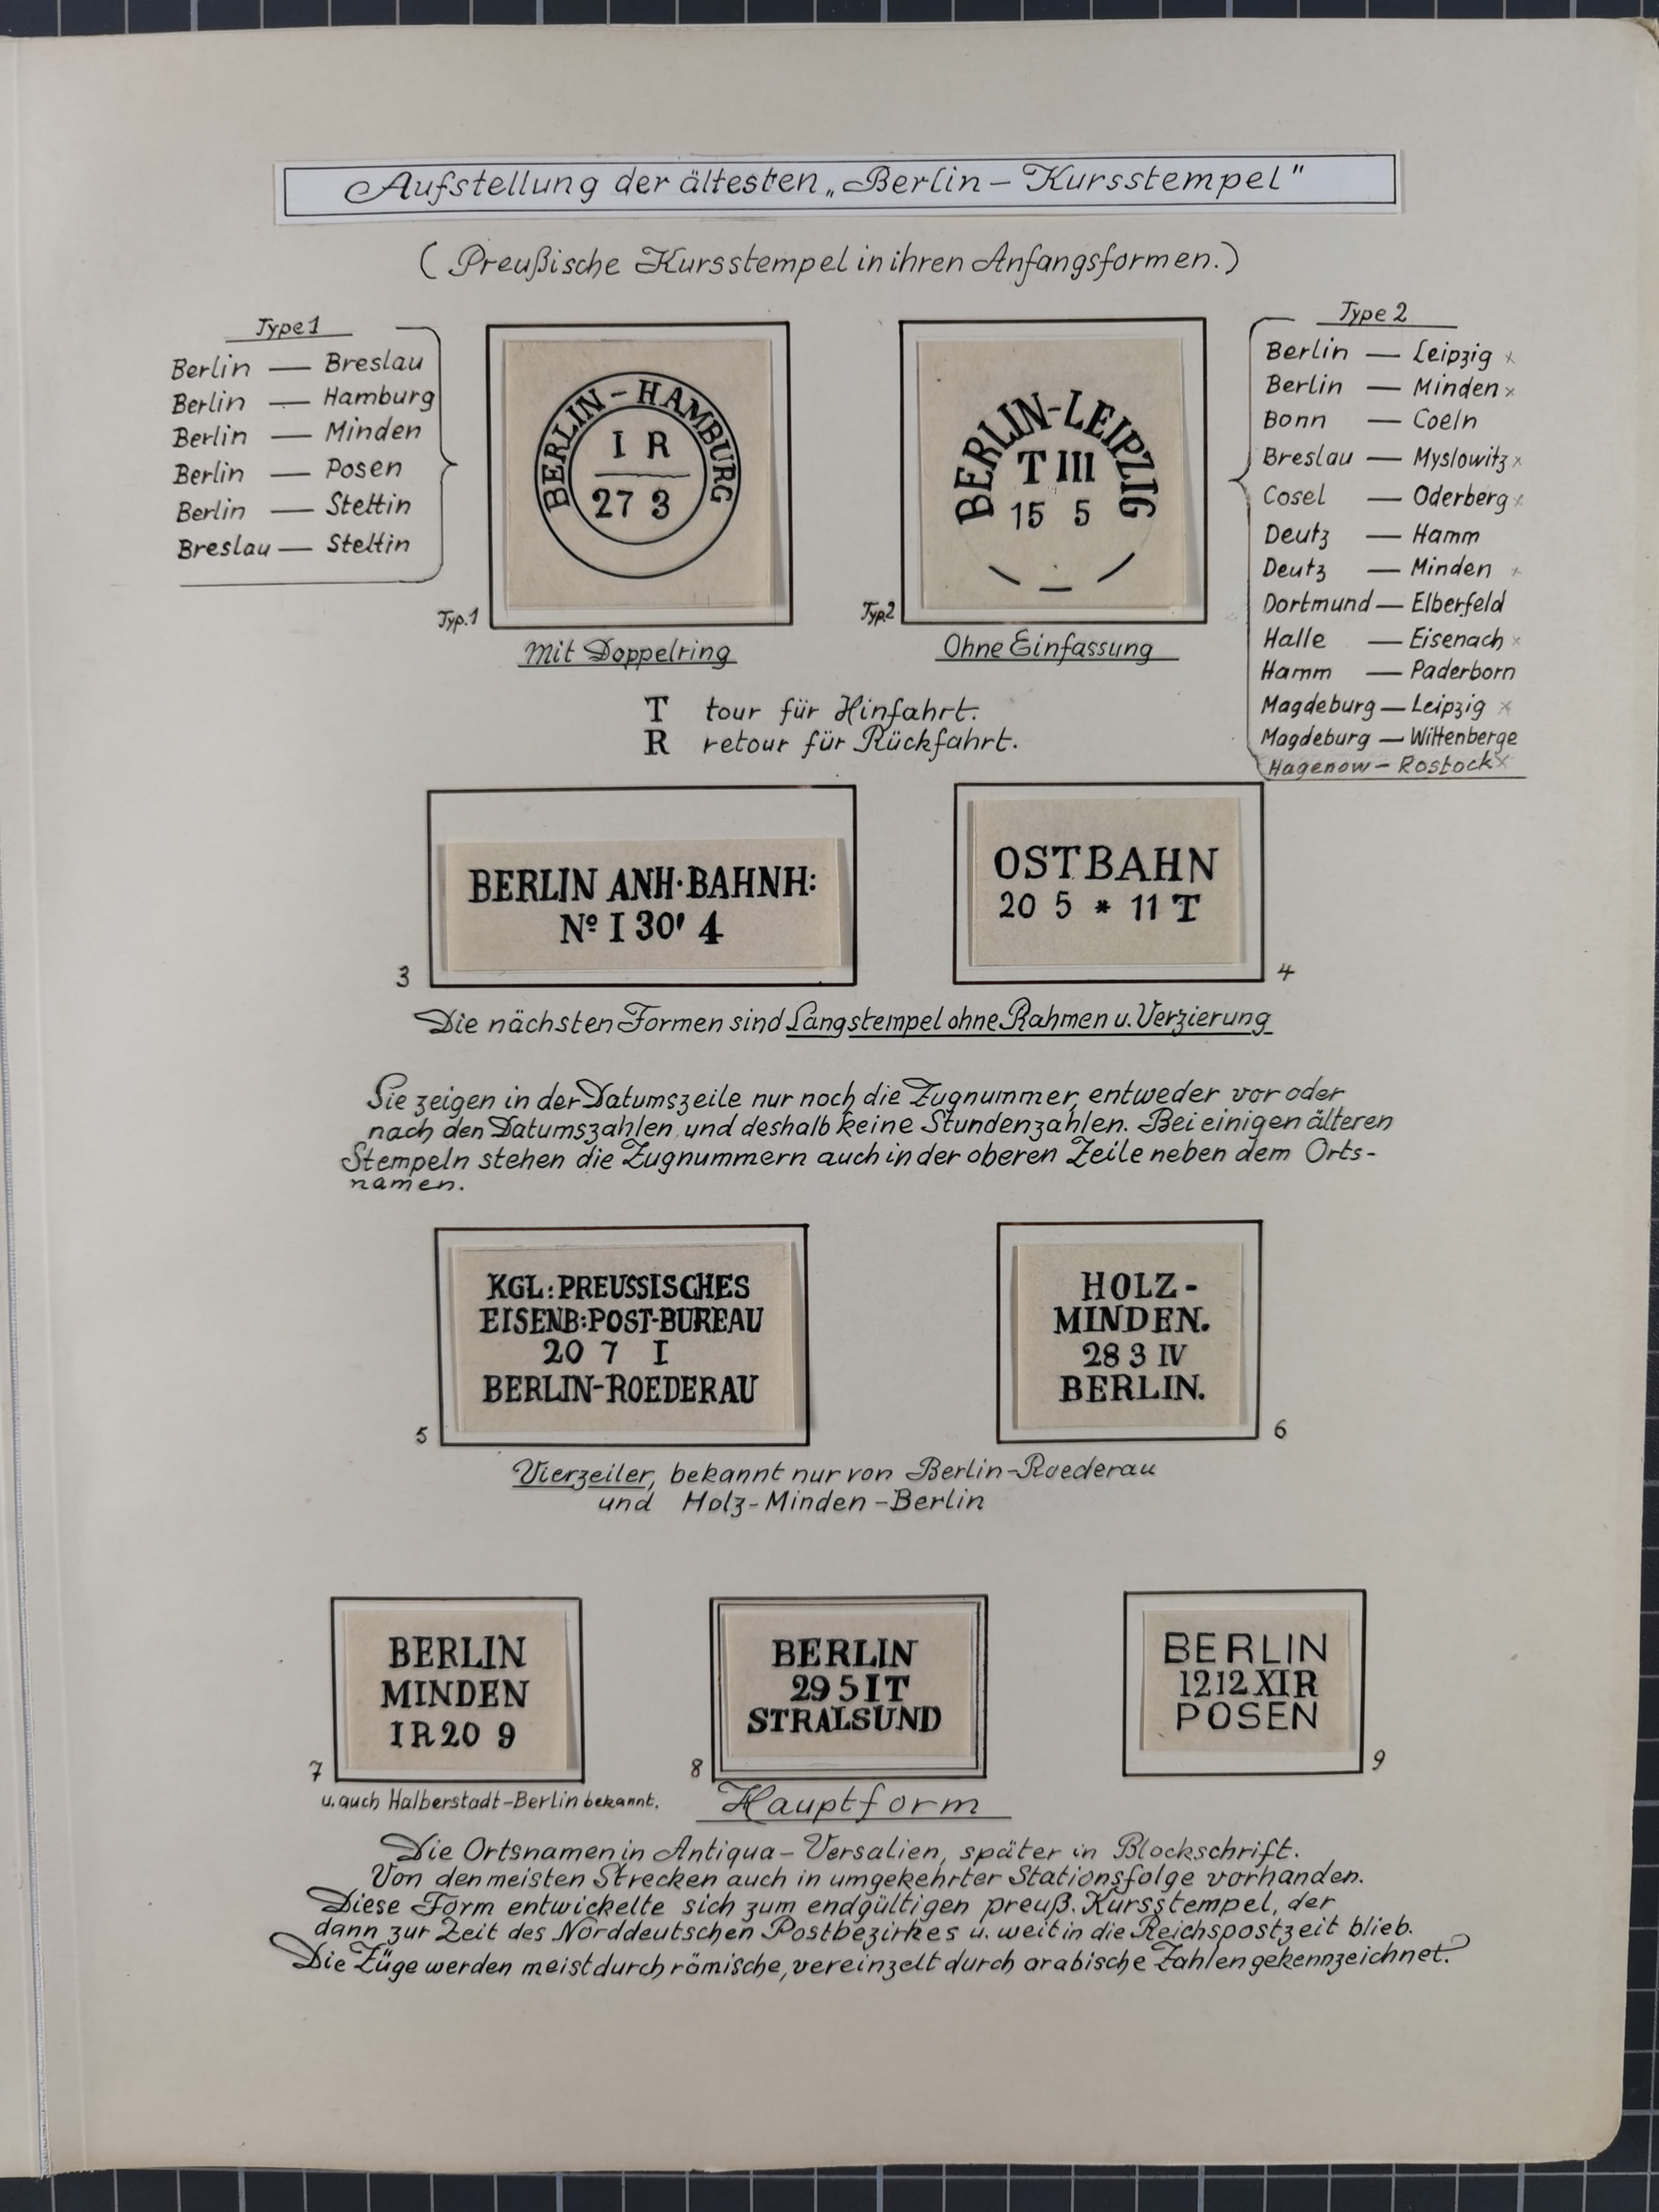 Aufstellung der ältesten „Berlin – Kursstempel"
( Preußische Kursstempel in ihren Anfangsformen.)
Type 1
Berlin — Breslau
Berlin — Hamburg
Berlin — Minden
Berlin — Posen
Berlin — Stettin
Breslau — Stettin
BERLIN – HAMBURG
I R
27 3
Typ. 1
Mit Doppelring
BERLIN-LEIPZIG
T III
15 5
Typ. 2
Ohne Einfassung
Type 2
Berlin — Leipzig x
Berlin — Minden x
Bonn — Coeln
Breslau — Myslowitz x
Cosel — Oderberg x
Deutz — Hamm
Deutz — Minden x
Dortmund — Elberfeld
Halle — Eisenach x
Hamm — Paderborn
Magdeburg — Leipzig x
Magdeburg — Wittenberge
Hagenow – Rostock x
T tour für Hinfahrt.
R retour für Rückfahrt.
BERLIN ANH·BAHNH:
Nº I 30' 4
3
OSTBAHN
20 5 * 11 T
4
Die nächsten Formen sind Langstempel ohne Rahmen u. Verzierung
Sie zeigen in der Datumszeile nur noch die Zugnummer, entweder vor oder
nach den Datumszahlen und deshalb keine Stundenzahlen. Bei einigen älteren
Stempeln stehen die Zugnummern auch in der oberen Zeile neben dem Orts-
namen.
KGL: PREUSSISCHES
EISENB: POST-BUREAU
20 7 I
BERLIN-ROEDERAU
5
HOLZ-
MINDEN.
28 3 IV
BERLIN.
6
Vierzeiler, bekannt nur von Berlin-Roederau
und Holz-Minden-Berlin
BERLIN
MINDEN
I R 20 9
7
u. auch Halberstadt-Berlin bekannt.
BERLIN
29 5 I T
STRALSUND
8
Hauptform
BERLIN
12 12 XI R
POSEN
9
Die Ortsnamen in Antiqua-Versalien, später in Blockschrift.
Von den meisten Strecken auch in umgekehrter Stationsfolge vorhanden.
Diese Form entwickelte sich zum endgültigen preuß. Kursstempel, der
dann zur Zeit des Norddeutschen Postbezirkes u. weit in die Reichspostzeit blieb.
Die Züge werden meist durch römische, vereinzelt durch arabische Zahlen gekennzeichnet.